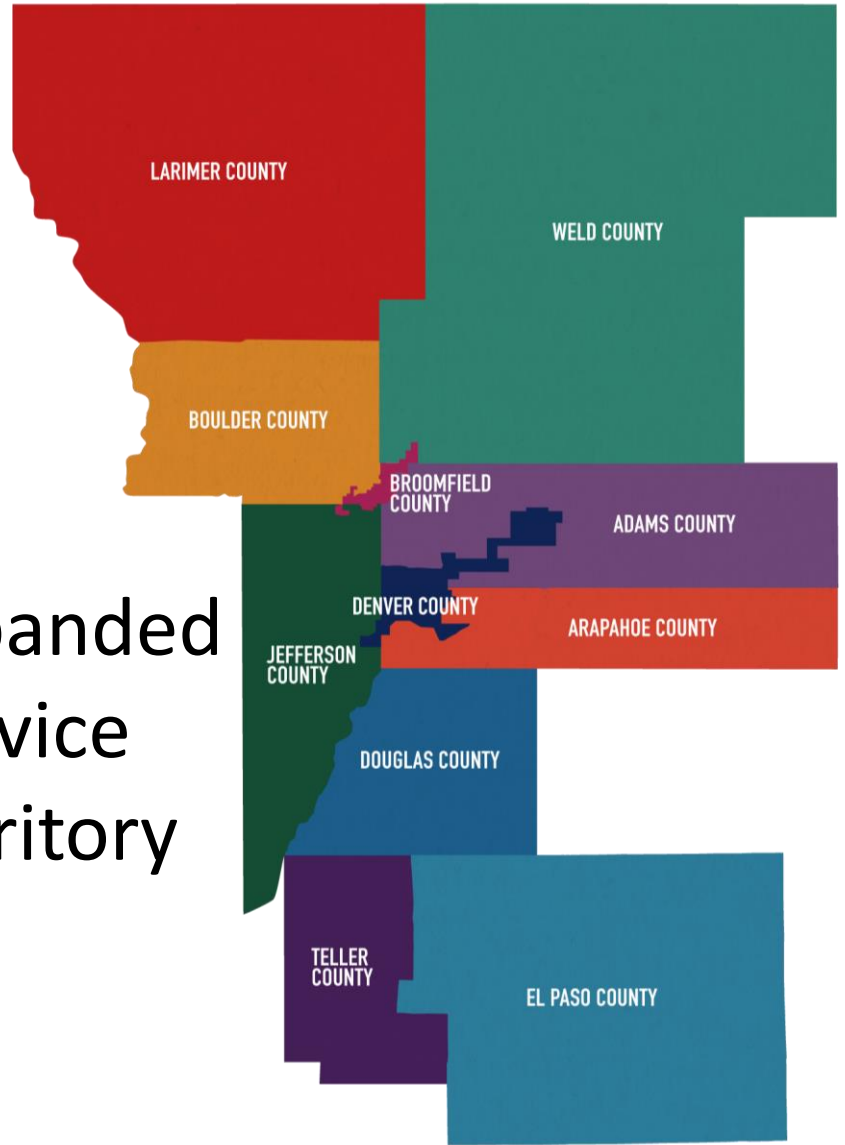 LARIMER COUNTY
WELD COUNTY
BOULDER COUNTY
BROOMFIELD
COUNTY
ADAMS COUNTY
DENVER COUNTY
ARAPAHOE COUNTY
JEFFERSON
COUNTY
panded
vice
ritory
DOUGLAS COUNTY
TELLER
COUNTY
EL PASO COUNTY